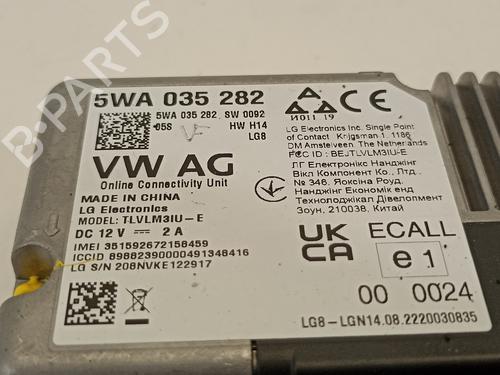 5WA 035 282
5WA 035 282 SW 0092
05S HW H14
LG8
VW AG
Online Connectivity Unit
MADE IN CHINA
LG Electronics
MODEL: TLVLM3IU-E
DC 12 V ⎓ 2 A
IMEI 351592672158459
ICCID 89882390000491348416
LG S/N 208NVKE122917
CE
И011 19
LG Electronics Inc. Single Point
of Contact Krijgsman 1, 1186
DM Amstelveen, The Netherlands
FCC ID : BEJTLVLM3IU-E
ЛГ Електронікс Нанджінг
Вікл Компонент Ко., Лтд.,
№ 346, Яоксіна Роуд,
Нанджінг Економік енд
Технолоджікал Дівелопмент
Зоун, 210038, Китай
UK
CA
ECALL
e1
00 0024
LG8-LGN14.08.2220030835
B-PARTS